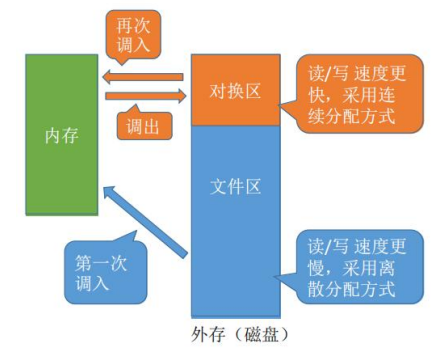 再次
调入
内存
调出
对换区
读/写 速度更
快，采用连
续分配方式
文件区
第一次
调入
读/写 速度更
慢，采用离
散分配方式
外存（磁盘）